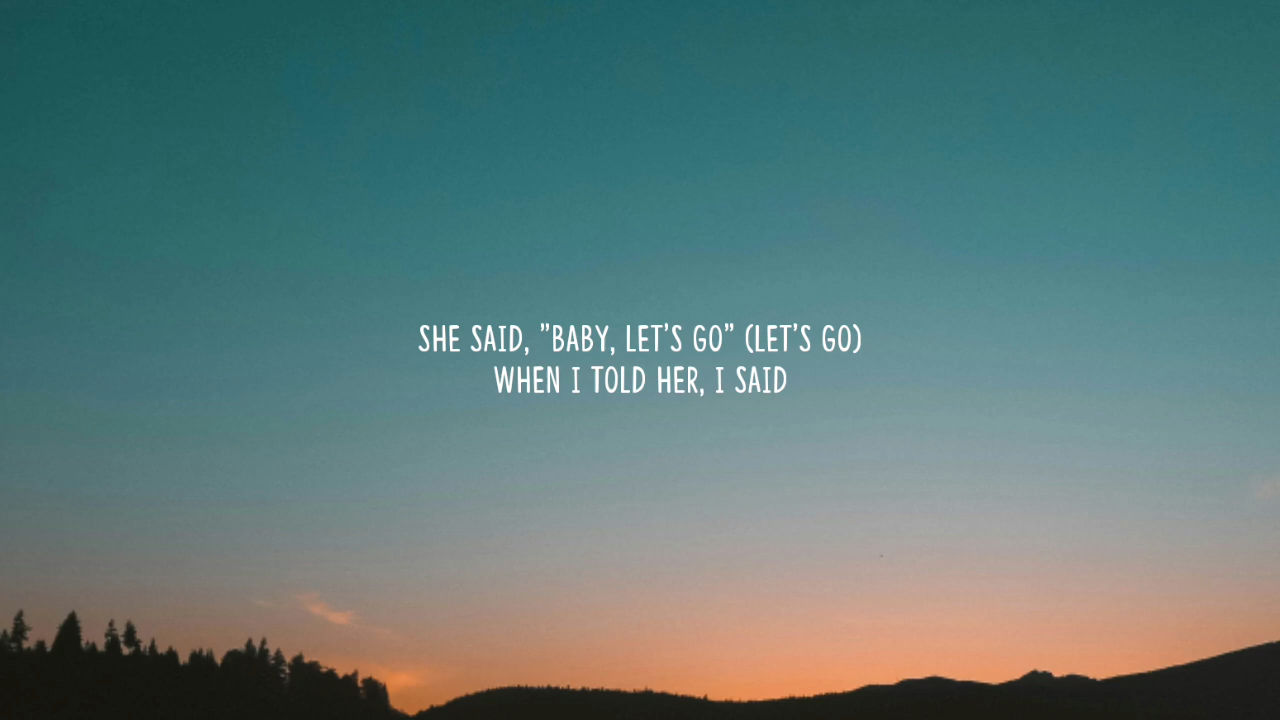 SHE SAID, "BABY, LET'S GO" (LET'S GO)
WHEN I TOLD HER, I SAID